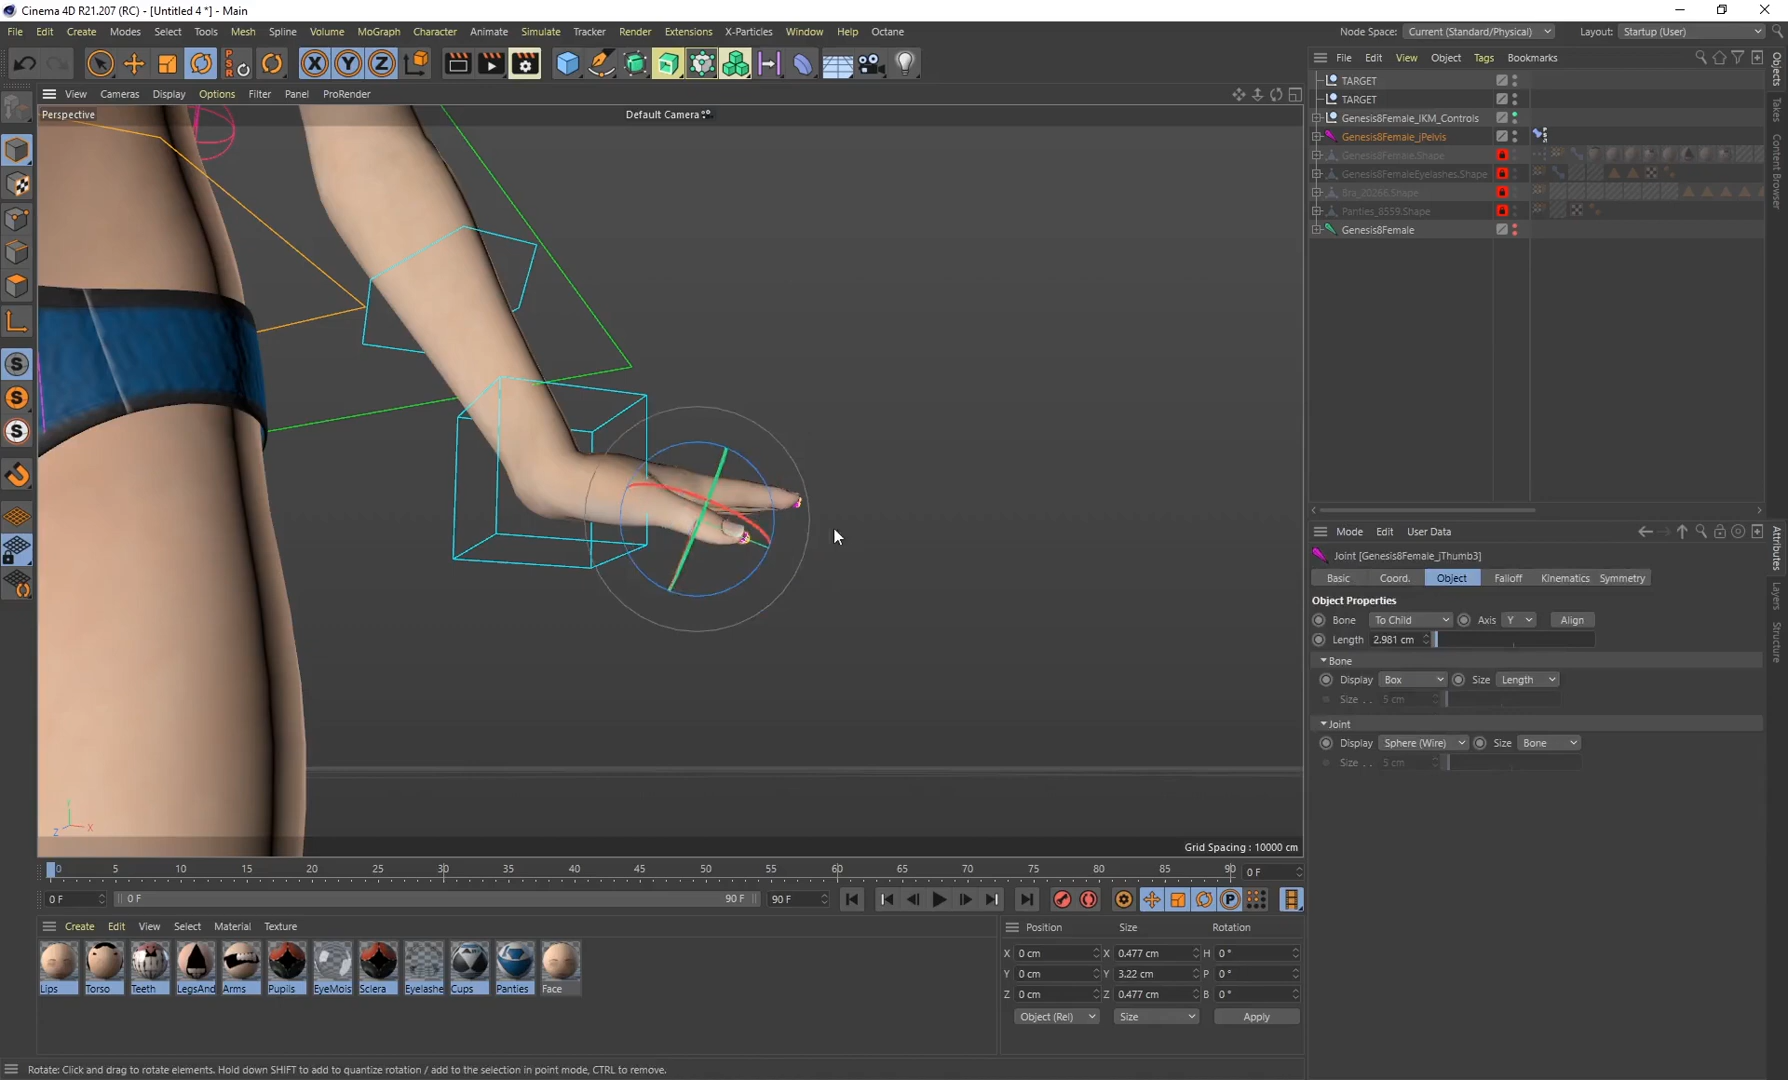 Cinema 4D R21.207 (RC) - [Untitled 4 *] - Main
File Edit Create Modes Select Tools Mesh Spline Volume MoGraph Character Animate Simulate Tracker Render Extensions X-Particles Window Help Octane
Node Space: Current (Standard/Physical) Layout: Startup (User)
X Y Z
View Cameras Display Options Filter Panel ProRender
Perspective
Default Camera
Grid Spacing : 10000 cm
File Edit View Object Tags Bookmarks
TARGET
TARGET
Genesis8Female_IKM_Controls
Genesis8Female_jPelvis
Genesis8Female.Shape
Genesis8FemaleEyelashes.Shape
Bra_20266.Shape
Panties_8559.Shape
Genesis8Female
Objects
Takes
Content Browser
Mode Edit User Data
Joint [Genesis8Female_jThumb3]
Basic Coord. Object Falloff Kinematics Symmetry
Object Properties
Bone To Child Axis Y Align
Length 2.981 cm
Bone
Display Box Size Length
Size . . 5 cm
Joint
Display Sphere (Wire) Size Bone
Size . . 5 cm
Attributes
Layers
Structure
0 5 10 15 20 25 30 35 40 45 50 55 60 65 70 75 80 85 90 0 F
0 F 0 F 90 F 90 F
Create Edit View Select Material Texture
Lips Torso Teeth LegsAnd Arms Pupils EyeMois Sclera Eyelashe Cups Panties Face
Position Size Rotation
X 0 cm X 0.477 cm H 0 °
Y 0 cm Y 3.22 cm P 0 °
Z 0 cm Z 0.477 cm B 0 °
Object (Rel) Size Apply
Rotate: Click and drag to rotate elements. Hold down SHIFT to add to quantize rotation / add to the selection in point mode, CTRL to remove.